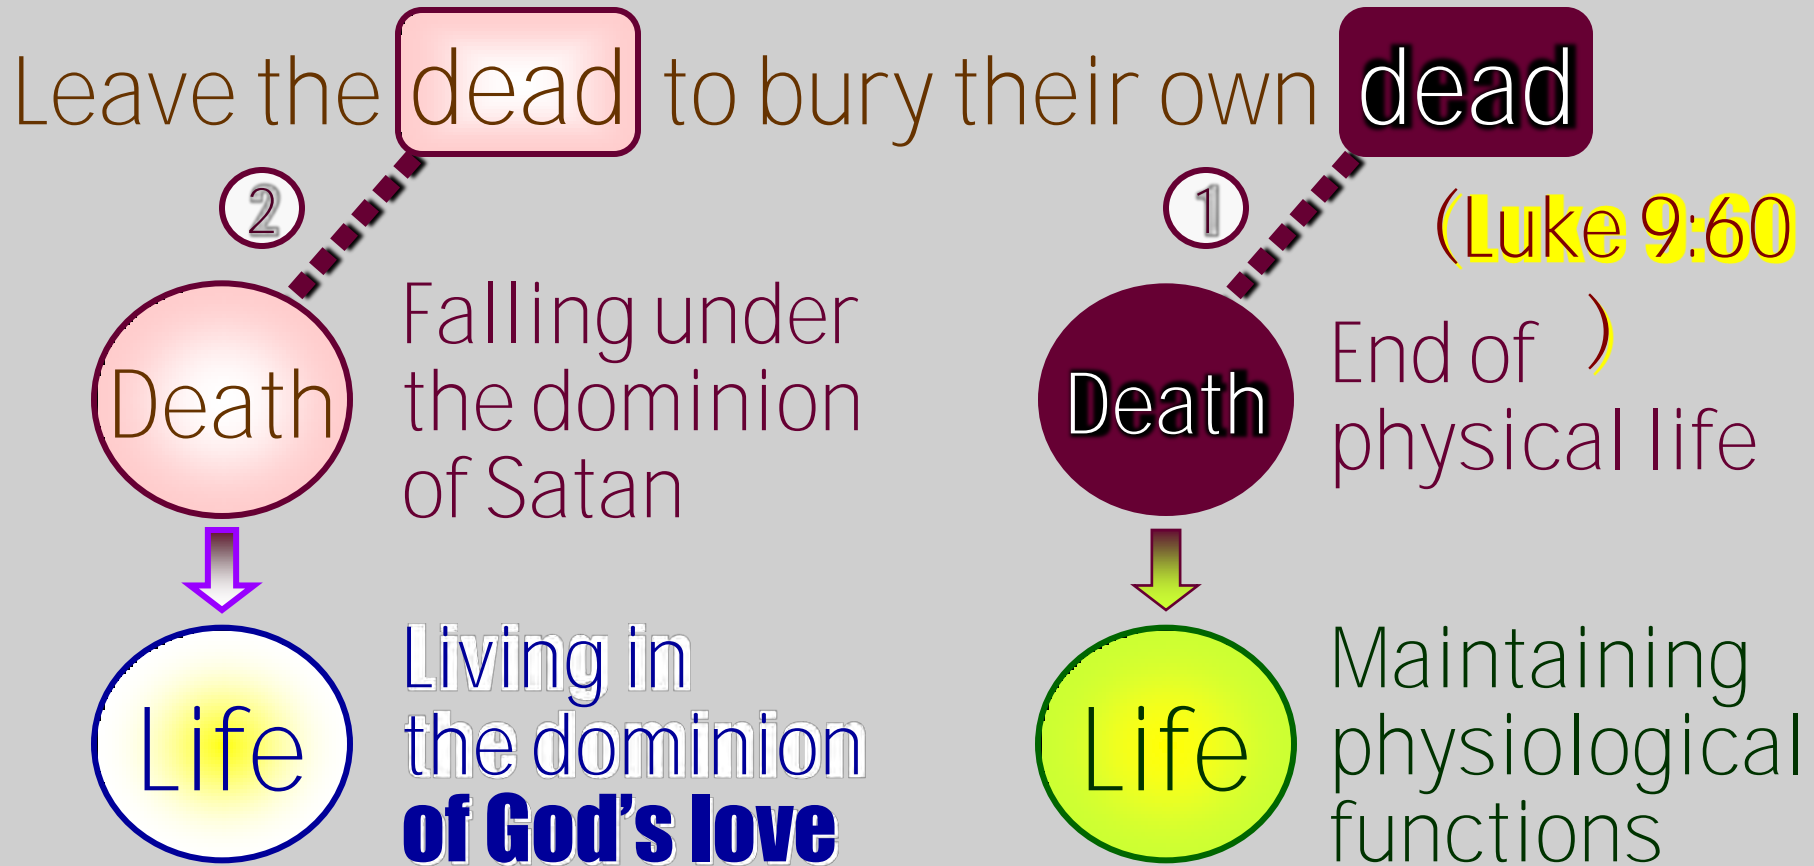 Leave the dead to bury their own dead
(Luke 9:60
)
2
Death
Falling under
the dominion
of Satan
Life
Living in
the dominion
of God's love
1
Death
End of
physical life
Life
Maintaining
physiological
functions